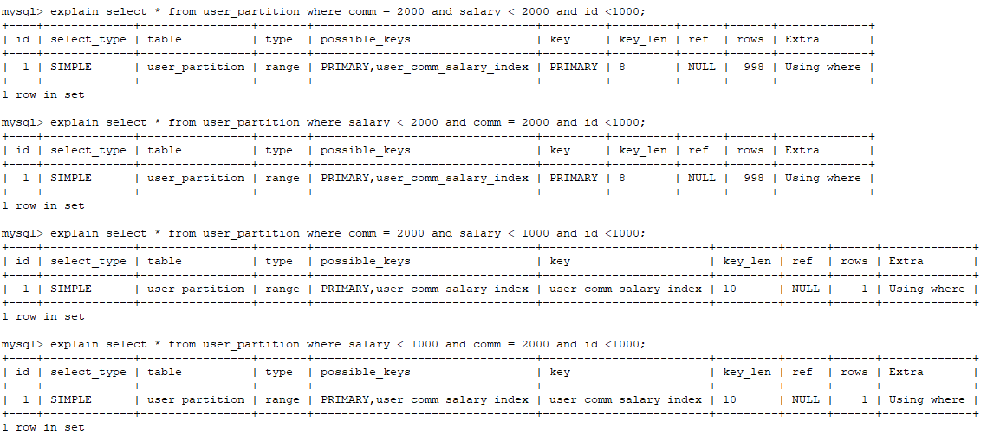 mysql> explain select * from user_partition where comm = 2000 and salary < 2000 and id <1000;
+----+-------------+----------------+-------+--------------------------------+---------+---------+------+------+-------------+
| id | select_type | table          | type  | possible_keys                  | key     | key_len | ref  | rows | Extra       |
+----+-------------+----------------+-------+--------------------------------+---------+---------+------+------+-------------+
| 1 | SIMPLE      | user_partition | range | PRIMARY,user_comm_salary_index | PRIMARY | 8       | NULL |  998 | Using where |
+----+-------------+----------------+-------+--------------------------------+---------+---------+------+------+-------------+
1 row in set
mysql> explain select * from user_partition where salary < 2000 and comm = 2000 and id <1000;
+----+-------------+----------------+-------+--------------------------------+---------+---------+------+------+-------------+
| id | select_type | table          | type  | possible_keys                  | key     | key_len | ref  | rows | Extra       |
+----+-------------+----------------+-------+--------------------------------+---------+---------+------+------+-------------+
| 1 | SIMPLE      | user_partition | range | PRIMARY,user_comm_salary_index | PRIMARY | 8       | NULL |  998 | Using where |
+----+-------------+----------------+-------+--------------------------------+---------+---------+------+------+-------------+
1 row in set
mysql> explain select * from user_partition where comm = 2000 and salary < 1000 and id <1000;
+----+-------------+----------------+-------+--------------------------------+------------------------+---------+------+------+-------------+
| id | select_type | table          | type  | possible_keys                  | key                    | key_len | ref  | rows | Extra       |
+----+-------------+----------------+-------+--------------------------------+------------------------+---------+------+------+-------------+
| 1 | SIMPLE      | user_partition | range | PRIMARY,user_comm_salary_index | user_comm_salary_index | 10      | NULL |    1 | Using where |
+----+-------------+----------------+-------+--------------------------------+------------------------+---------+------+------+-------------+
1 row in set
mysql> explain select * from user_partition where salary < 1000 and comm = 2000 and id <1000;
+----+-------------+----------------+-------+--------------------------------+------------------------+---------+------+------+-------------+
| id | select_type | table          | type  | possible_keys                  | key                    | key_len | ref  | rows | Extra       |
+----+-------------+----------------+-------+--------------------------------+------------------------+---------+------+------+-------------+
| 1 | SIMPLE      | user_partition | range | PRIMARY,user_comm_salary_index | user_comm_salary_index | 10      | NULL |    1 | Using where |
+----+-------------+----------------+-------+--------------------------------+------------------------+---------+------+------+-------------+
1 row in set